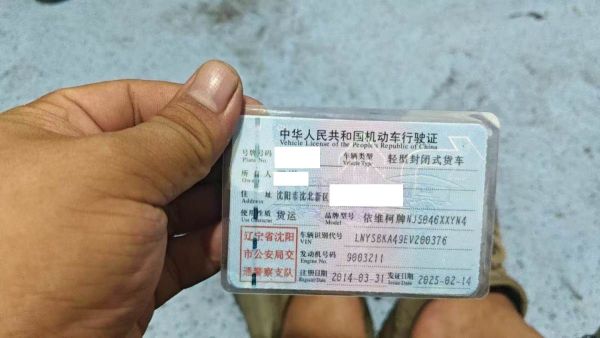 中华人民共和国机动车行驶证
Vehicle License of the People's Republic of China
号牌号码 车辆类型 轻型封闭式货车
Plate No. Vehicle Type
所有人
Owner
住址 沈阳市沈北新区
Address
使用性质 货运 品牌型号 依维柯牌NJ5046XXYN4
Use Character Model
辽宁省沈阳 车辆识别代号 LNYSBKA49EV200376
VIN
市公安局交 发动机号码 9003211
Engine No.
通警察支队 注册日期 2014-03-31 发证日期 2025-02-14
Register Date Issue Date